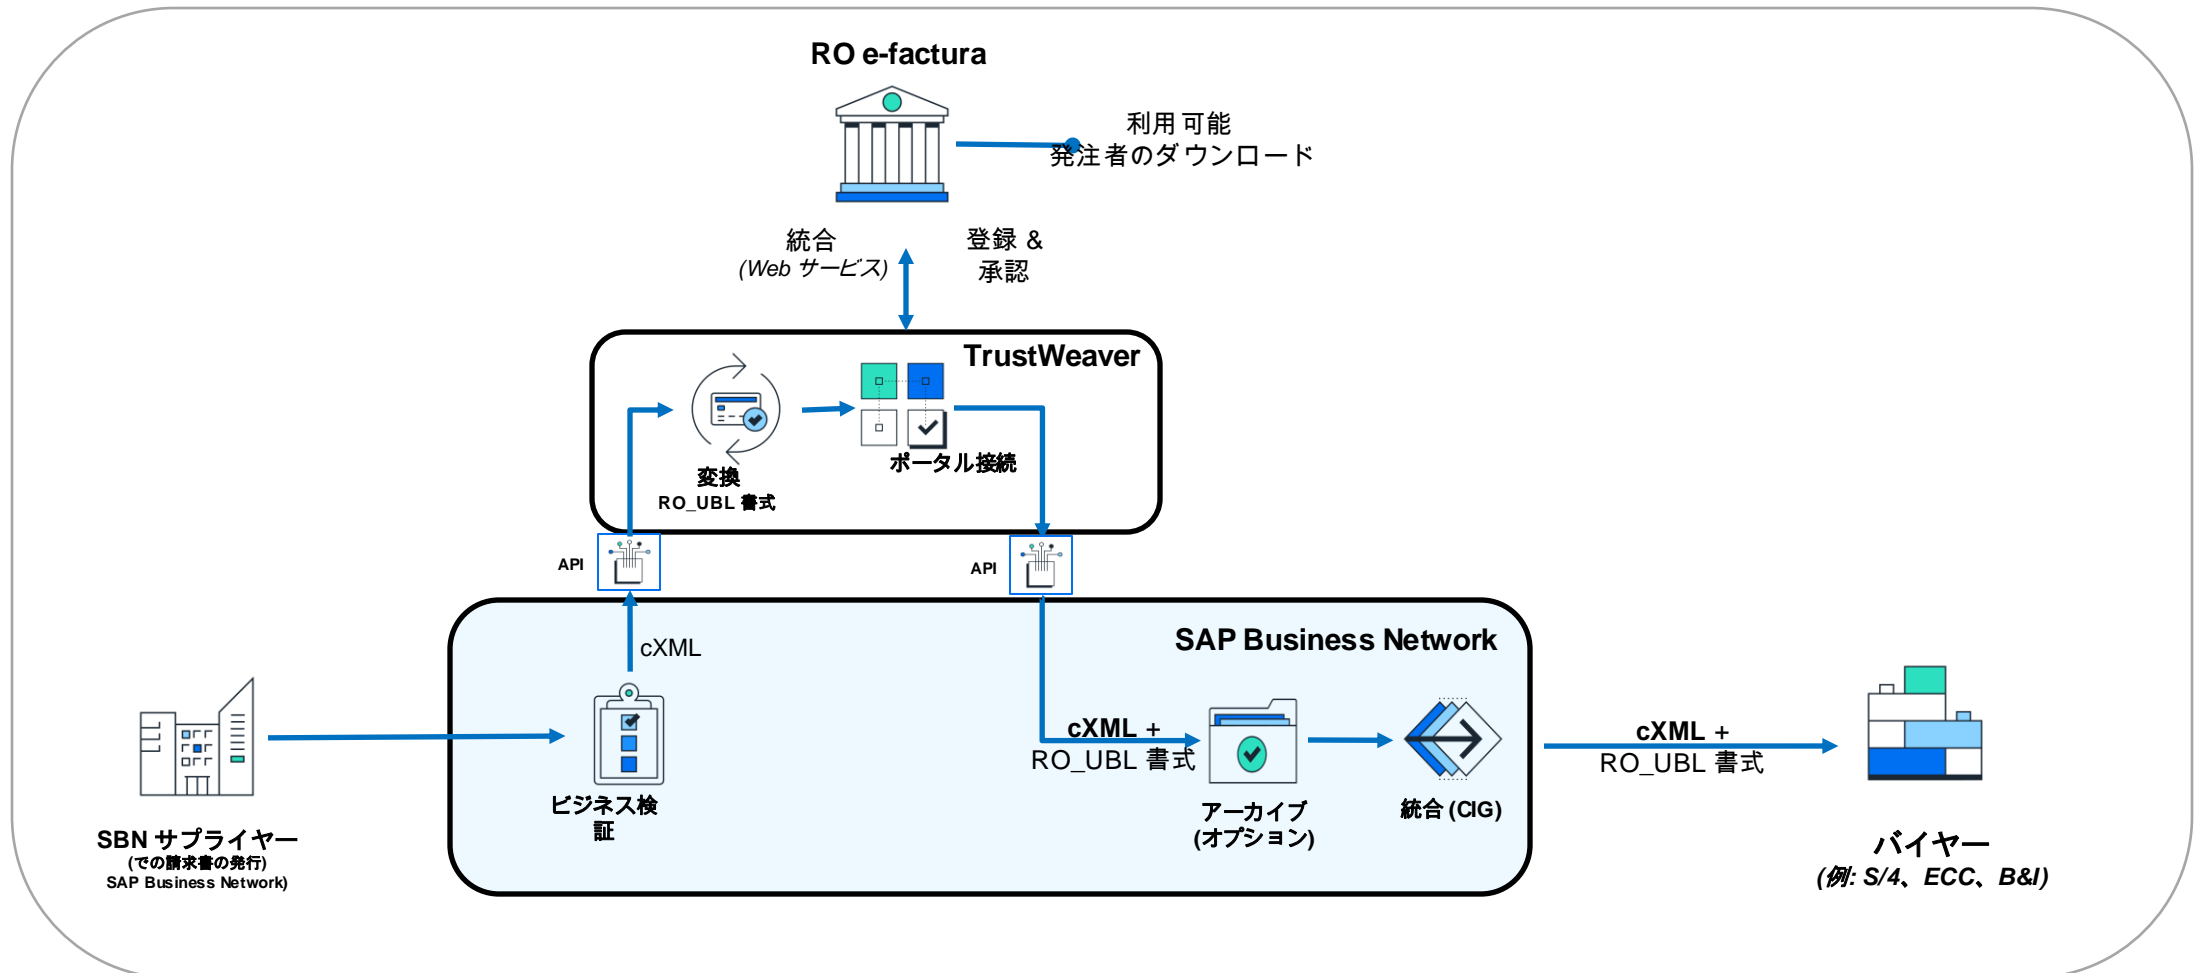 RO e-factura
利用可能
発注者のダウンロード
統合
(Web サービス)
登録 &
承認
TrustWeaver
変換
RO_UBL 書式
ポータル接続
API
API
SAP Business Network
cXML
ビジネス検
証
cXML +
RO_UBL 書式
アーカイブ
(オプション)
統合 (CIG)
cXML +
RO_UBL 書式
SBN サプライヤー
(での請求書の発行)
SAP Business Network)
バイヤー
(例: S/4、ECC、B&I)